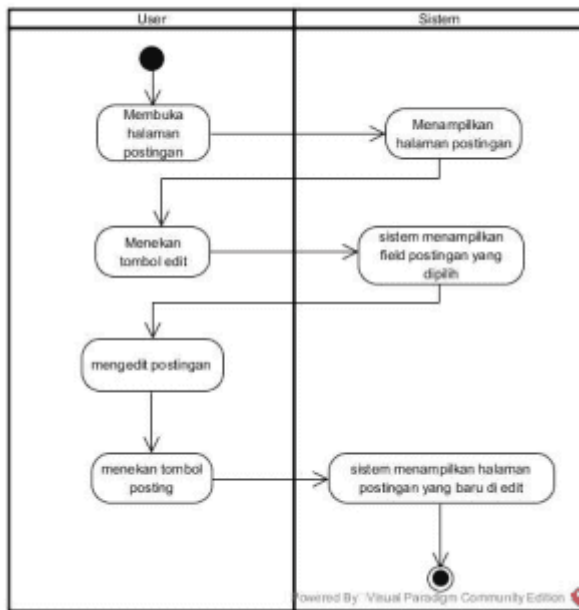 User
Sistem
Membuka
halaman
postingan
Menampilkan
halaman postingan
Menekan
tombol edit
sistem menampilkan
field postingan yang
dipilih
mengedit postingan
menekan tombol
posting
sistem menampilkan halaman
postingan yang baru di edit
Powered By Visual Paradigm Community Edition